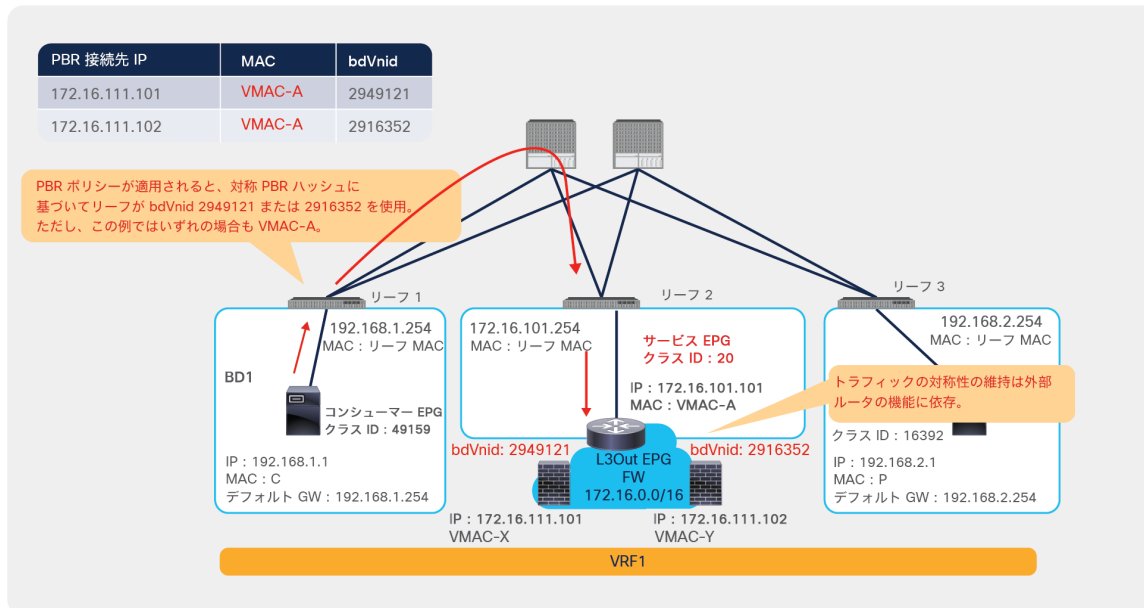 PBR 接続先 IP MAC bdVnid
172.16.111.101 VMAC-A 2949121
172.16.111.102 VMAC-A 2916352
PBR ポリシーが適用されると、対称 PBR ハッシュに
基づいてリーフが bdVnid 2949121 または 2916352 を使用。
ただし、この例ではいずれの場合も VMAC-A。
リーフ 1
リーフ 2
リーフ 3
192.168.1.254
MAC：リーフ MAC
BD1
コンシューマー EPG
クラス ID：49159
IP：192.168.1.1
MAC：C
デフォルト GW：192.168.1.254
172.16.101.254
MAC：リーフ MAC
サービス EPG
クラス ID：20
IP：172.16.101.101
MAC：VMAC-A
bdVnid: 2949121
bdVnid: 2916352
L3Out EPG
FW
172.16.0.0/16
IP：172.16.111.101
VMAC-X
IP：172.16.111.102
VMAC-Y
192.168.2.254
MAC：リーフ MAC
トラフィックの対称性の維持は外部
ルータの機能に依存。
クラス ID：16392
IP：192.168.2.1
MAC：P
デフォルト GW：192.168.2.254
VRF1